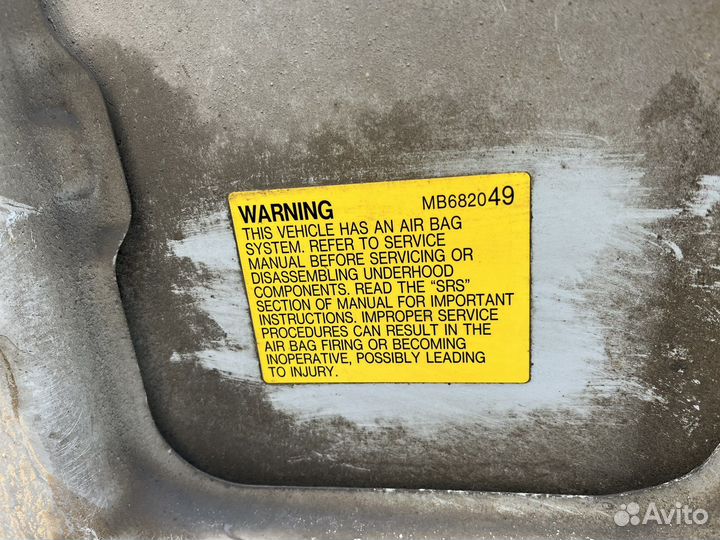 WARNING MB682049
THIS VEHICLE HAS AN AIR BAG
SYSTEM. REFER TO SERVICE
MANUAL BEFORE SERVICING OR
DISASSEMBLING UNDERHOOD
COMPONENTS. READ THE "SRS"
SECTION OF MANUAL FOR IMPORTANT
INSTRUCTIONS. IMPROPER SERVICE
PROCEDURES CAN RESULT IN THE
AIR BAG FIRING OR BECOMING
INOPERATIVE, POSSIBLY LEADING
TO INJURY.
Avito